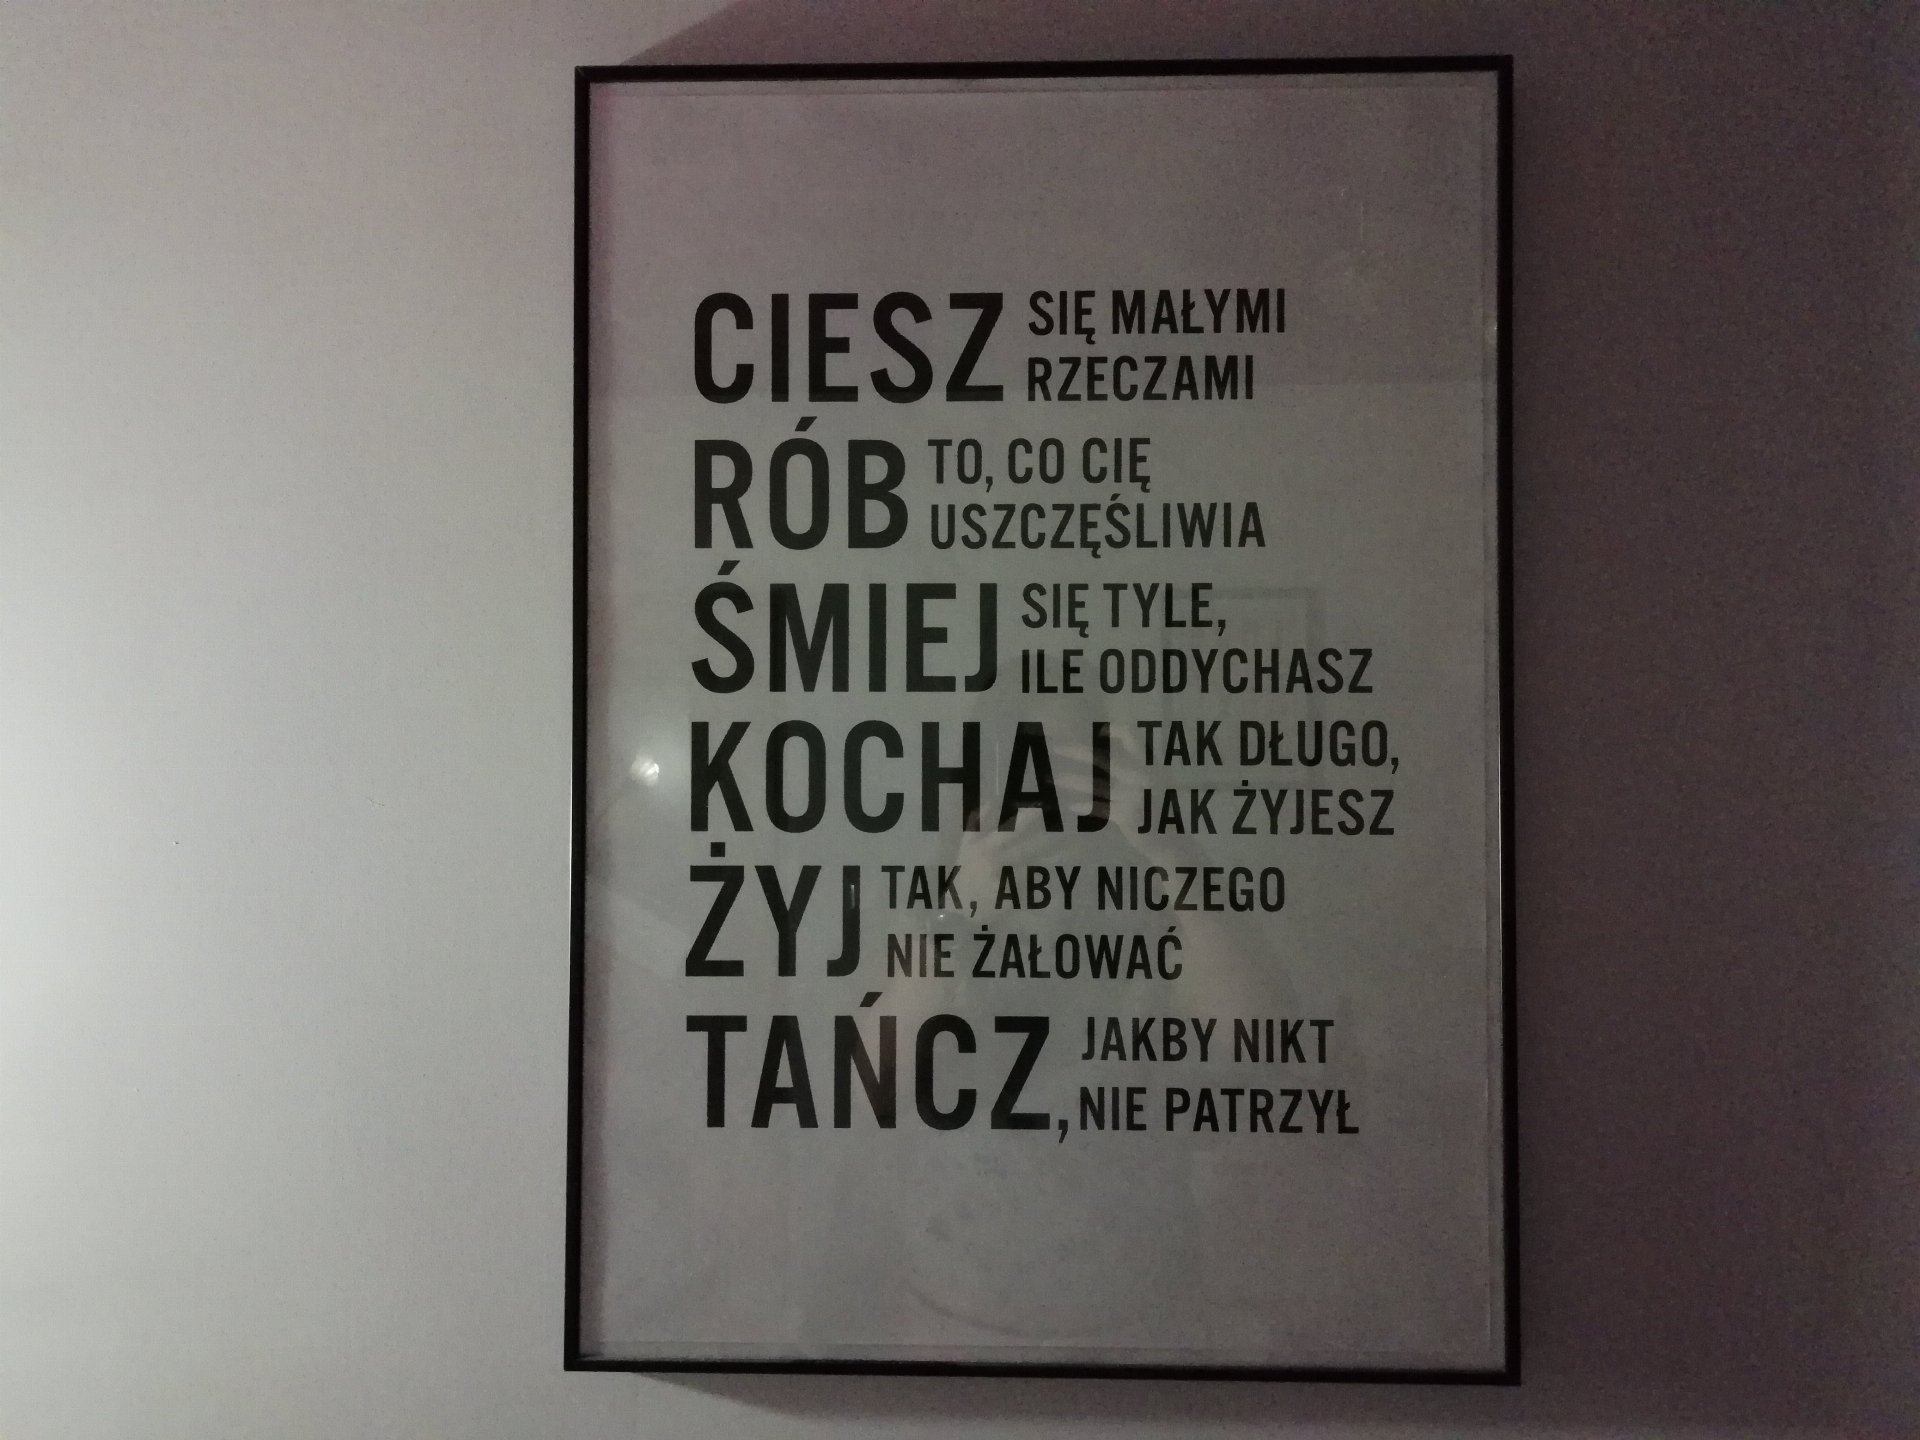 CIESZ SIĘ MAŁYMI
RZECZAMI
RÓB TO, CO CIĘ
USZCZĘŚLIWIA
ŚMIEJ SIĘ TYLE,
ILE ODDYCHASZ
KOCHAJ TAK DŁUGO,
JAK ŻYJESZ
ŻYJ TAK, ABY NICZEGO
NIE ŻAŁOWAĆ
TAŃCZ, JAKBY NIKT
NIE PATRZYŁ